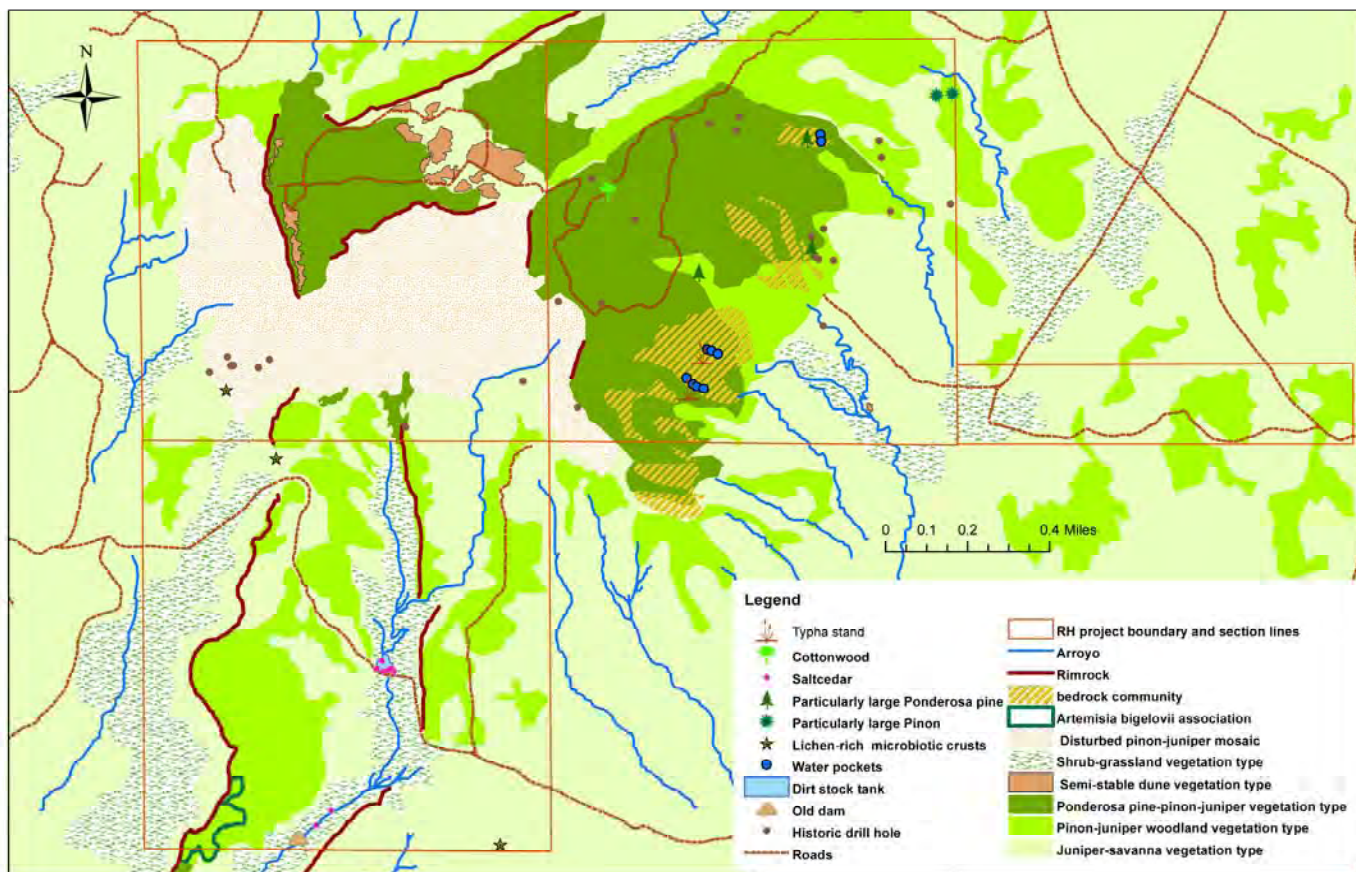 N
0 0.1 0.2 0.4 Miles
Legend
Typha stand
Cottonwood
Saltcedar
Particularly large Ponderosa pine
Particularly large Pinon
Lichen-rich microbiotic crusts
Water pockets
Dirt stock tank
Old dam
Historic drill hole
Roads
RH project boundary and section lines
Arroyo
Rimrock
bedrock community
Artemisia bigelovii association
Disturbed pinon-juniper mosaic
Shrub-grassland vegetation type
Semi-stable dune vegetation type
Ponderosa pine-pinon-juniper vegetation type
Pinon-juniper woodland vegetation type
Juniper-savanna vegetation type